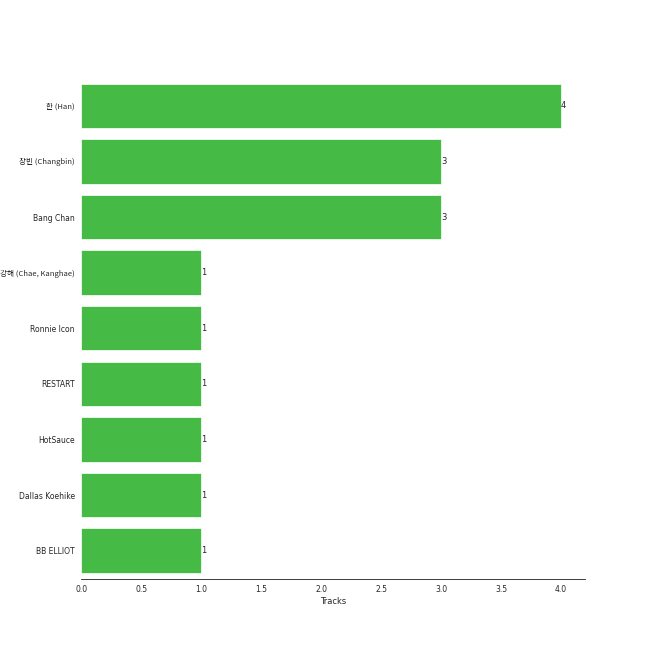 한 (Han)
4
창빈 (Changbin)
3
Bang Chan
3
강해 (Chae, Kanghae)
1
Ronnie Icon
1
RESTART
1
HotSauce
1
Dallas Koehike
1
BB ELLIOT
1
0.0 0.5 1.0 1.5 2.0 2.5 3.0 3.5 4.0
Tracks